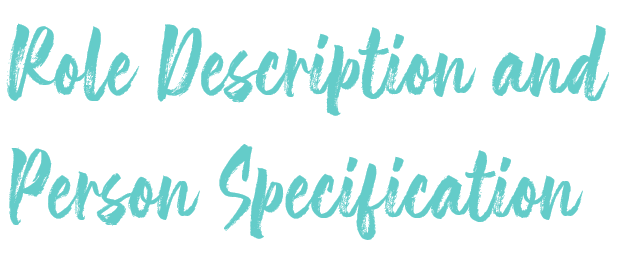 Role Description and
Person Specification